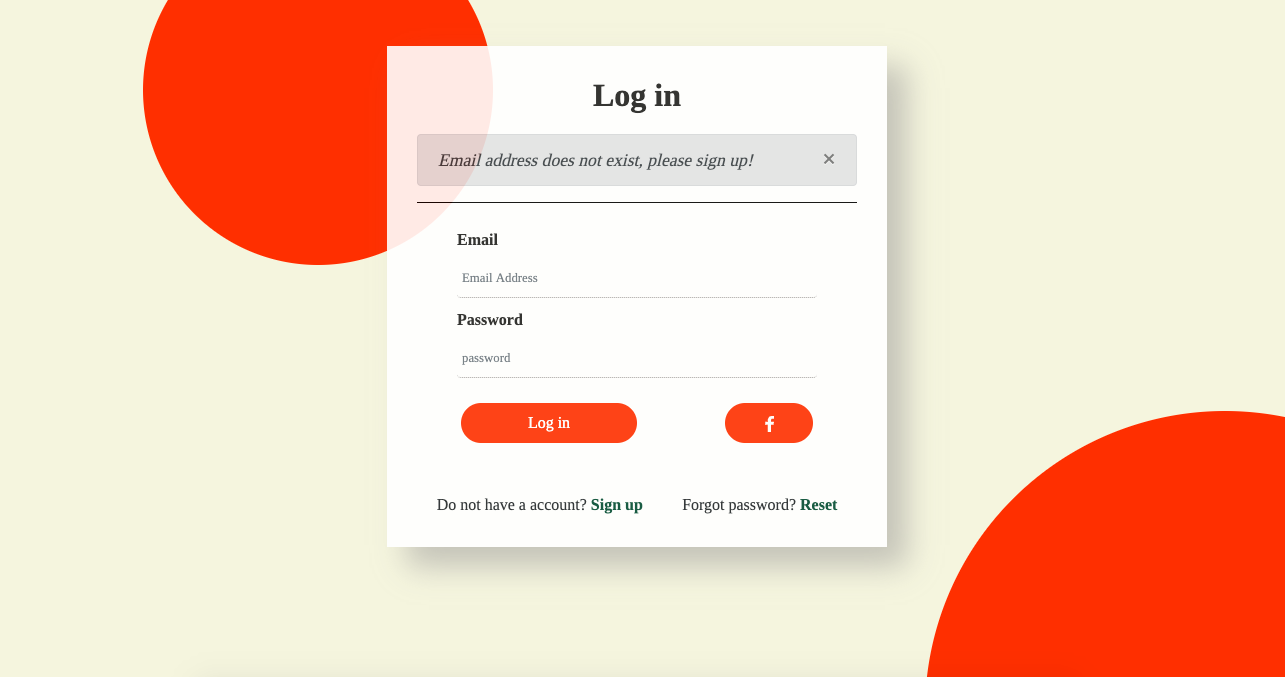 Log in
Email address does not exist, please sign up!
Email
Email Address
Password
password
Log in
Do not have a account? Sign up Forgot password? Reset